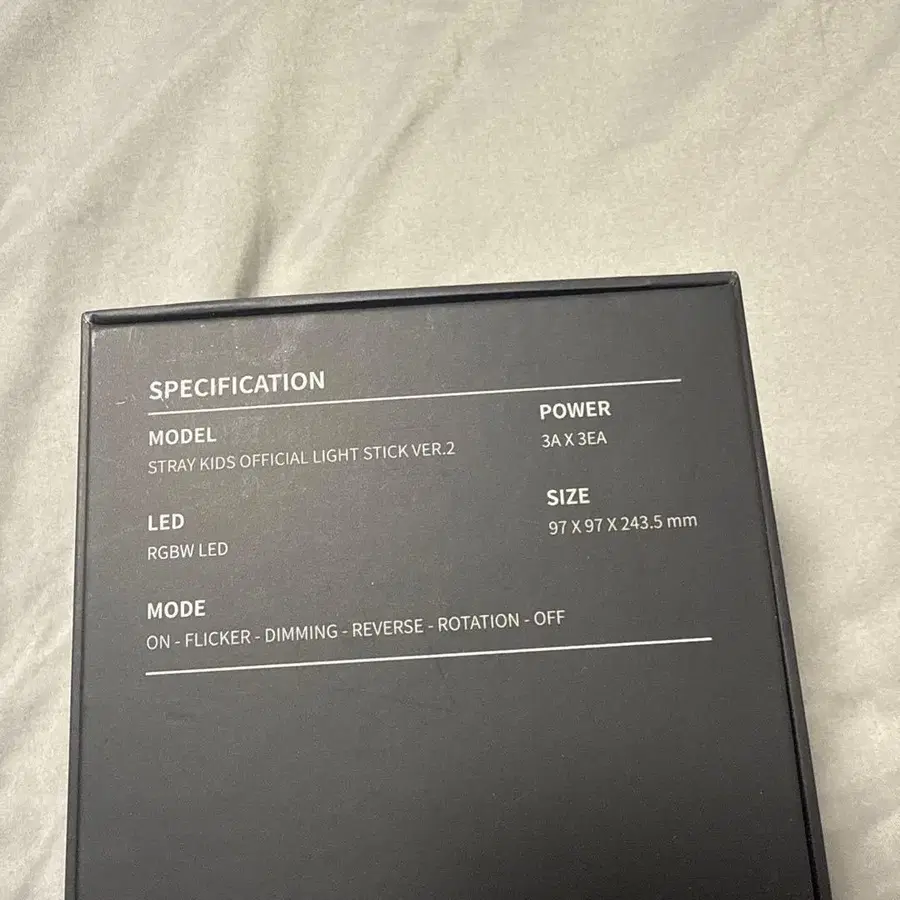 SPECIFICATION
MODEL
STRAY KIDS OFFICIAL LIGHT STICK VER.2
POWER
3A X 3EA
LED
RGBW LED
SIZE
97 X 97 X 243.5 mm
MODE
ON - FLICKER - DIMMING - REVERSE - ROTATION - OFF